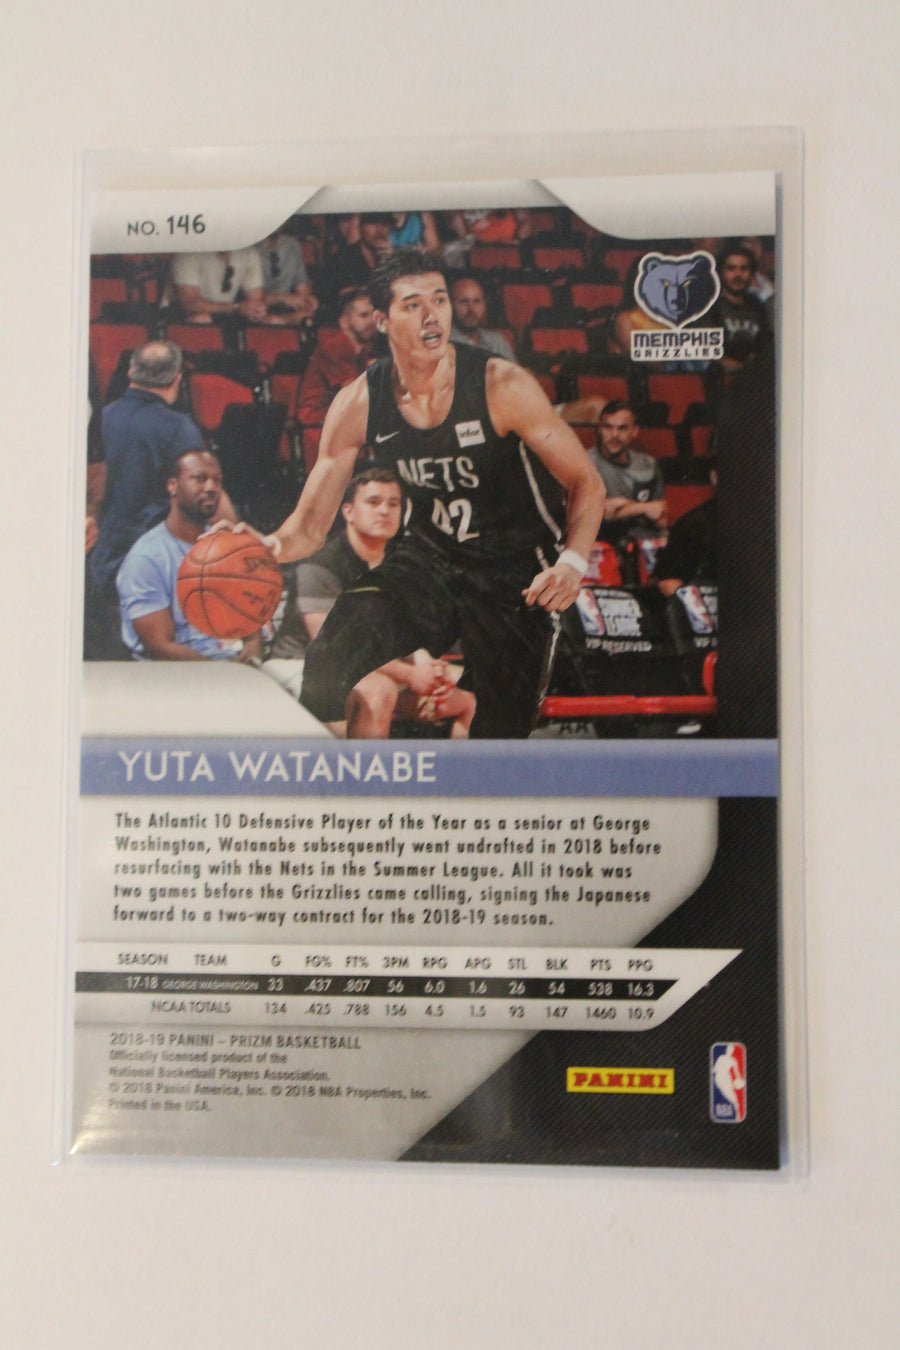 NO. 146
MEMPHIS
GRIZZLIES
infor
NETS
42
SUMMER
LEAGUE
VIP RESERVED
YUTA WATANABE
The Atlantic 10 Defensive Player of the Year as a senior at George
Washington, Watanabe subsequently went undrafted in 2018 before
resurfacing with the Nets in the Summer League. All it took was
two games before the Grizzlies came calling, signing the Japanese
forward to a two-way contract for the 2018-19 season.
SEASON TEAM G FG% FT% 3PM RPG APG STL BLK PTS PPG
17-18 GEORGE WASHINGTON 33 .437 .807 56 6.0 1.6 26 54 538 16.3
NCAA TOTALS 134 .425 .788 156 4.5 1.5 93 147 1460 10.9
2018-19 PANINI – PRIZM BASKETBALL
Officially licensed product of the
National Basketball Players Association.
© 2018 Panini America, Inc. © 2018 NBA Properties, Inc.
Printed in the USA.
PANINI
NBA